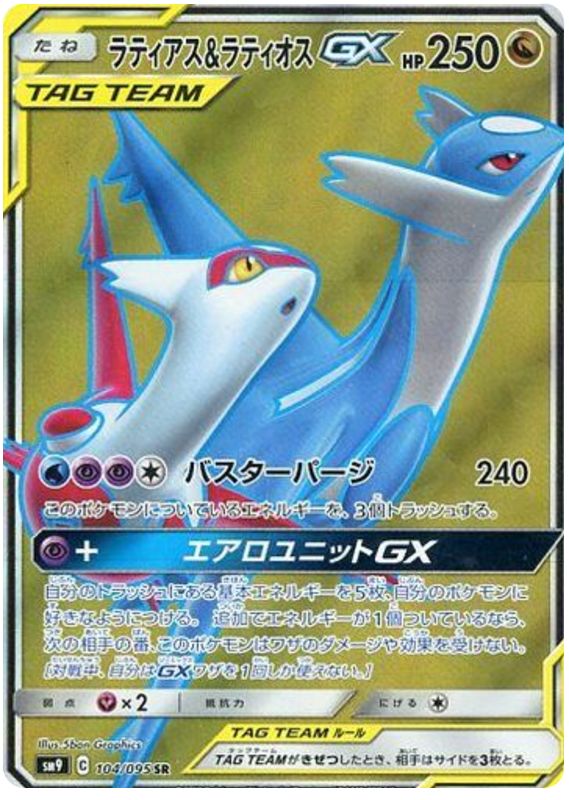 たね ラティアス&ラティオスGX HP 250
TAG TEAM
バスターパージ 240
このポケモンについているエネルギーを、3個トラッシュする。
+ エアロユニットGX
自分のトラッシュにある基本エネルギーを5枚、自分のポケモンに
好きなようにつける。追加でエネルギーが1個ついているなら、
次の相手の番、このポケモンはワザのダメージや効果を受けない。
[対戦中、自分はGXワザを1回しか使えない。]
弱点 ×2 抵抗力 にげる
Illus. 5ban Graphics
TAG TEAM ルール
SM9 C 104/095 SR
TAG TEAMがきぜつしたとき、相手はサイドを3枚とる。